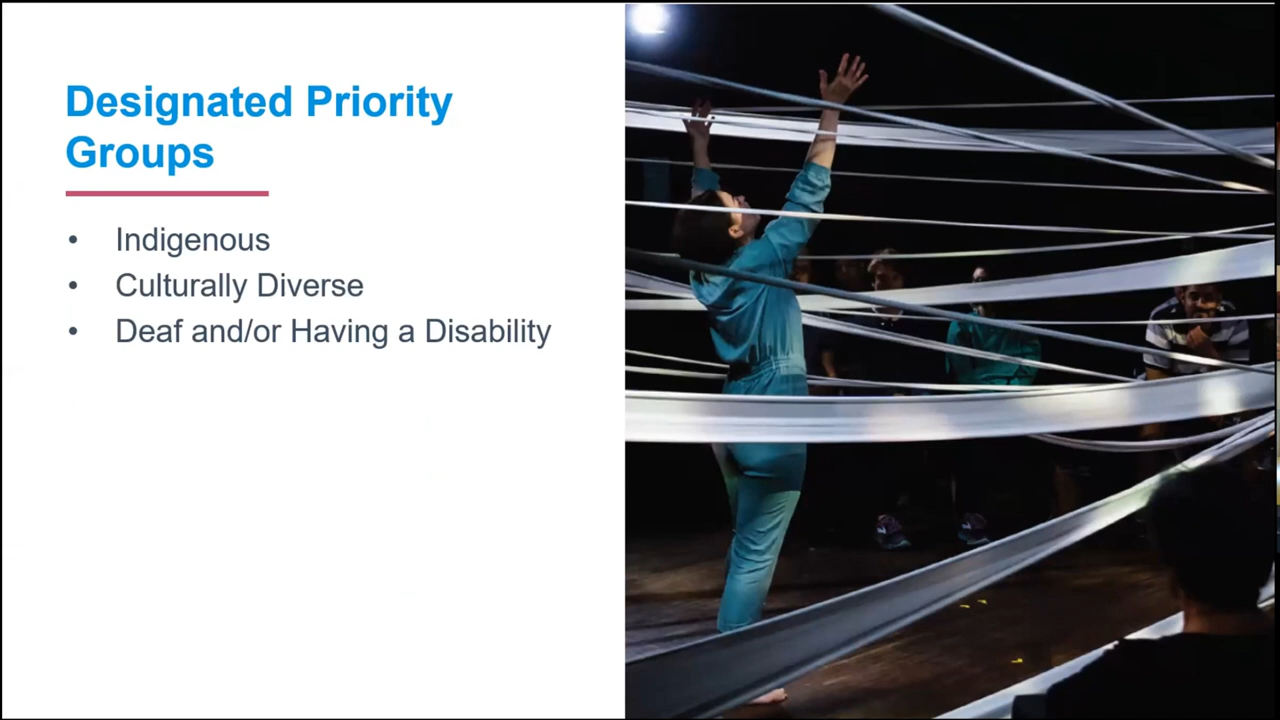 Designated Priority
Groups
• Indigenous
• Culturally Diverse
• Deaf and/or Having a Disability